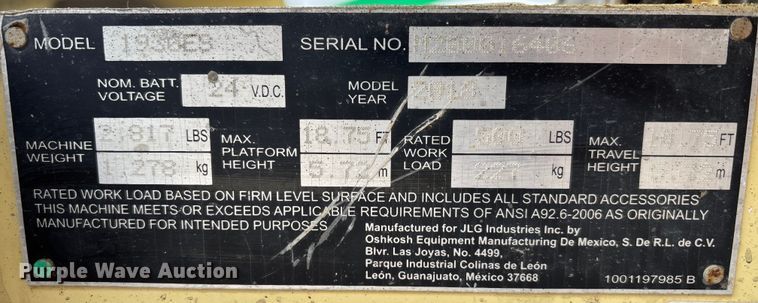 MODEL 1930ES SERIAL NO.
NOM. BATT. VOLTAGE 24 V.D.C. MODEL YEAR
MACHINE WEIGHT 2,817 LBS MAX. PLATFORM HEIGHT 18.75 FT RATED WORK LOAD LBS MAX. TRAVEL HEIGHT FT
1,278 kg 5.72 m kg m
RATED WORK LOAD BASED ON FIRM LEVEL SURFACE AND INCLUDES ALL STANDARD ACCESSORIES
THIS MACHINE MEETS OR EXCEEDS APPLICABLE REQUIREMENTS OF ANSI A92.6-2006 AS ORIGINALLY
MANUFACTURED FOR INTENDED PURPOSES
Manufactured for JLG Industries Inc. by
Oshkosh Equipment Manufacturing De Mexico, S. De R.L. de C.V.
Blvr. Las Joyas, No. 4499,
Parque Industrial Colinas de León
León, Guanajuato, México 37668
1001197985 B
Purple Wave Auction